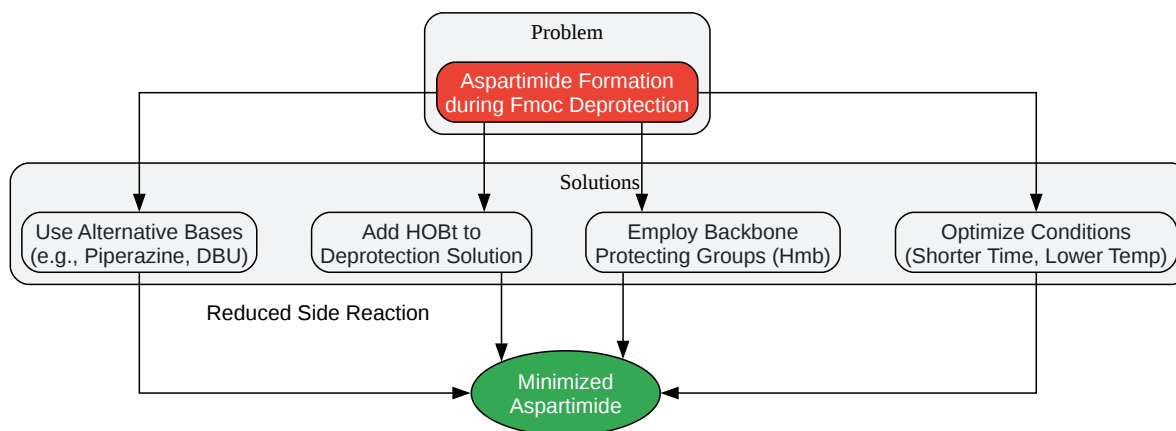 Problem
Aspartimide Formation
during Fmoc Deprotection
Solutions
Use Alternative Bases
(e.g., Piperazine, DBU)
Add HOBt to
Deprotection Solution
Employ Backbone
Protecting Groups (Hmb)
Optimize Conditions
(Shorter Time, Lower Temp)
Reduced Side Reaction
Minimized
Aspartimide